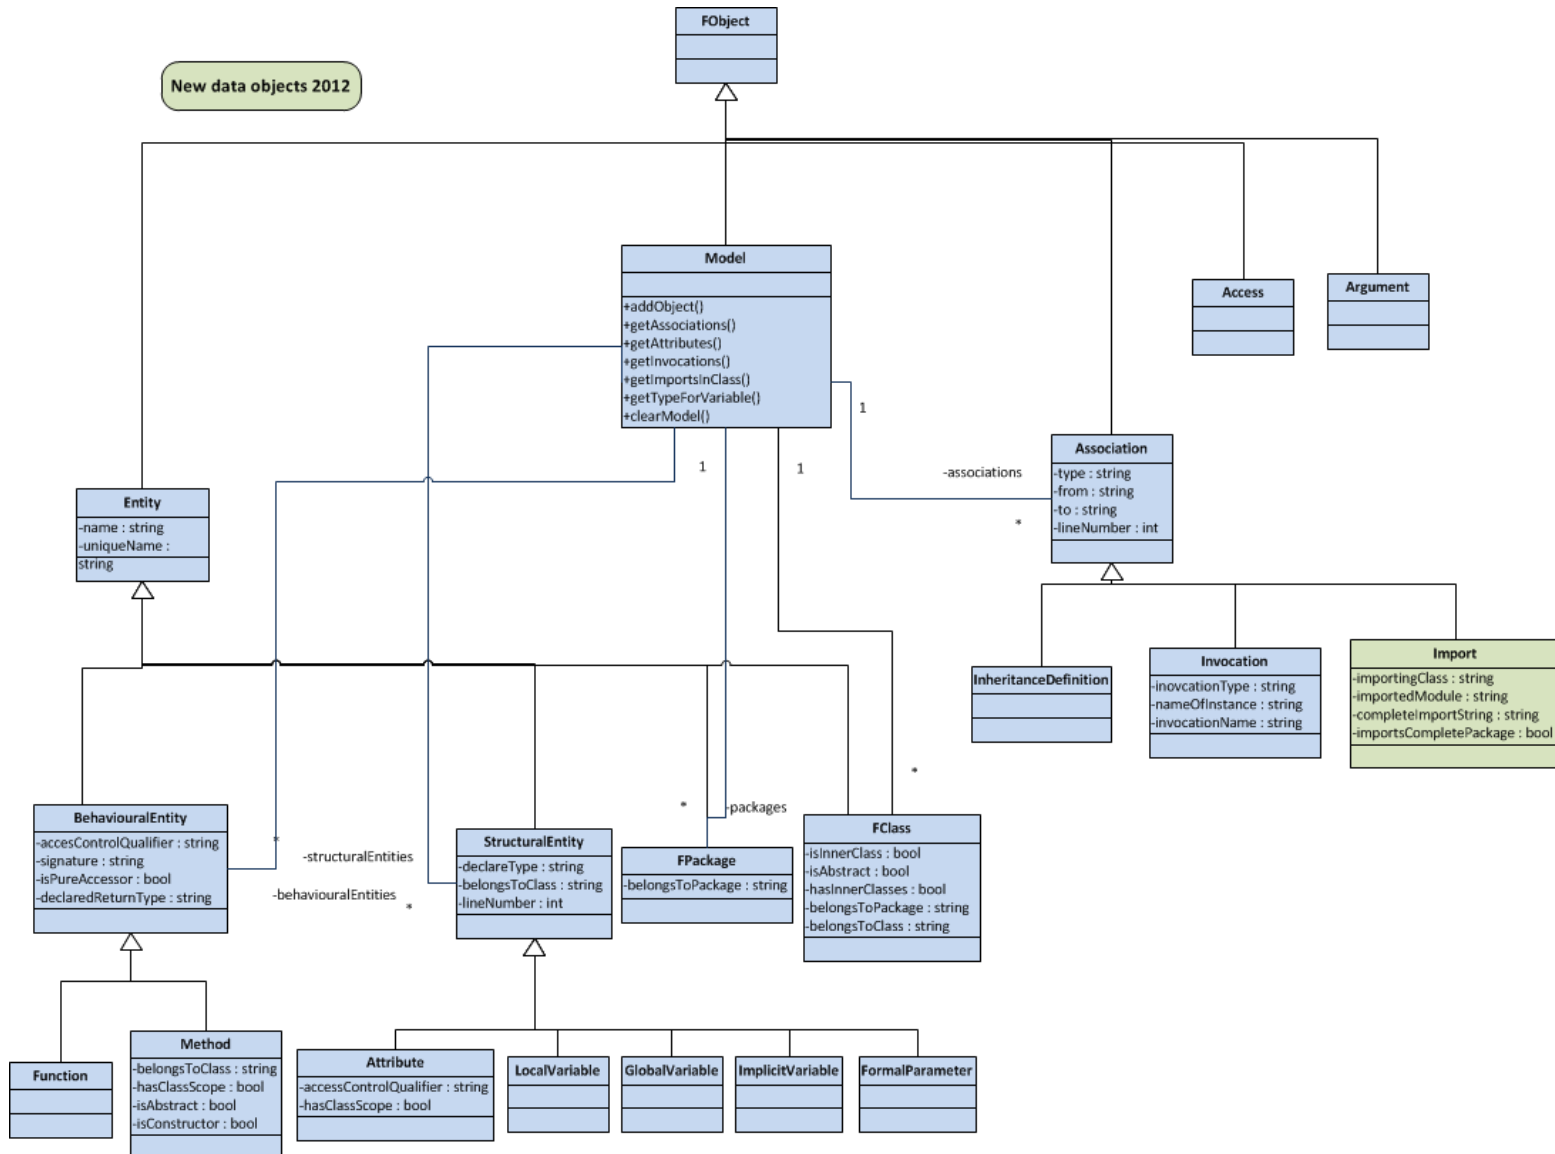 FObject
New data objects 2012
Model
+addObject()
+getAssociations()
+getAttributes()
+getInvocations()
+getImportsInClass()
+getTypeForVariable()
+clearModel()
Access
Argument
1
1
1
-associations
*
Association
-type : string
-from : string
-to : string
-lineNumber : int
Entity
-name : string
-uniqueName :
string
InheritanceDefinition
Invocation
-inovcationType : string
-nameOfInstance : string
-invocationName : string
Import
-importingClass : string
-importedModule : string
-completeImportString : string
-importsCompletePackage : bool
*
*
-packages
BehaviouralEntity
-accesControlQualifier : string
-signature : string
-isPureAccessor : bool
-declaredReturnType : string
*
-structuralEntities
-behaviouralEntities
*
StructuralEntity
-declareType : string
-belongsToClass : string
-lineNumber : int
FPackage
-belongsToPackage : string
FClass
-isInnerClass : bool
-isAbstract : bool
-hasInnerClasses : bool
-belongsToPackage : string
-belongsToClass : string
Function
Method
-belongsToClass : string
-hasClassScope : bool
-isAbstract : bool
-isConstructor : bool
Attribute
-accessControlQualifier : string
-hasClassScope : bool
LocalVariable
GlobalVariable
ImplicitVariable
FormalParameter